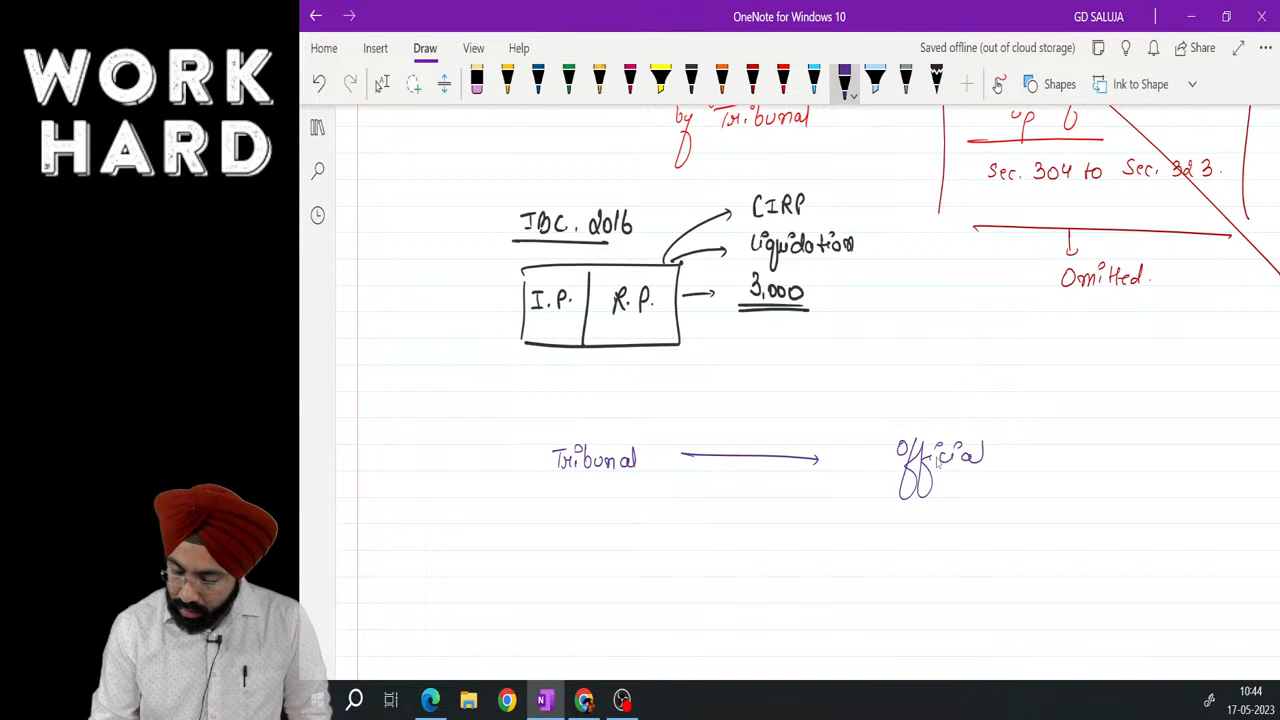 WORK
HARD
OneNote for Windows 10
GD SALUJA
Home Insert Draw View Help
Saved offline (out of cloud storage)
Share
Shapes
Ink to Shape
by Tribunal
up
Sec. 304 to Sec. 323.
Omitted.
IBC. 2016
CIRP
Liquidation
I.P. R.P.
3,000
Tribunal
Official
10:44
17-05-2023